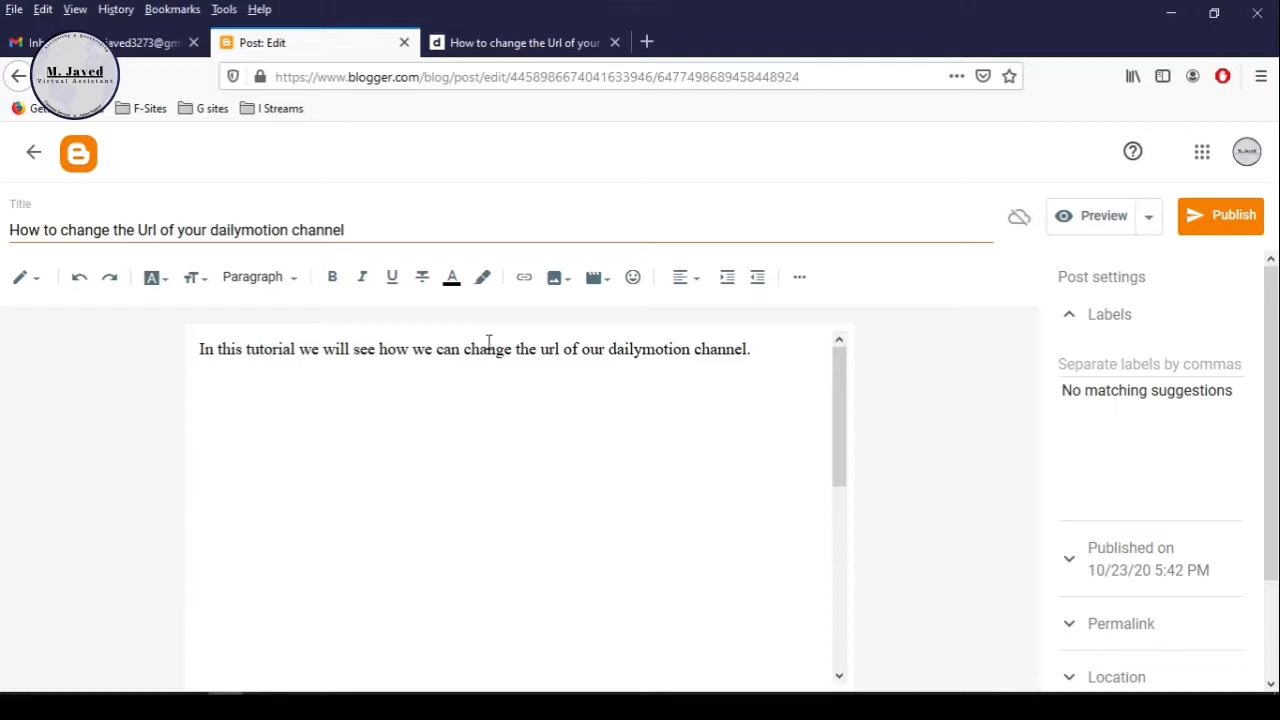 File Edit View History Bookmarks Tools Help
javed3273@gm
Post: Edit
How to change the Url of your
M. Javed
Virtual Assistant
https://www.blogger.com/blog/post/edit/4458986674041633946/6477498689458448924
F-Sites G sites I Streams
Title
How to change the Url of your dailymotion channel
Preview
Publish
Paragraph
Post settings
Labels
Separate labels by commas
No matching suggestions
In this tutorial we will see how we can change the url of our dailymotion channel.
Published on
10/23/20 5:42 PM
Permalink
Location